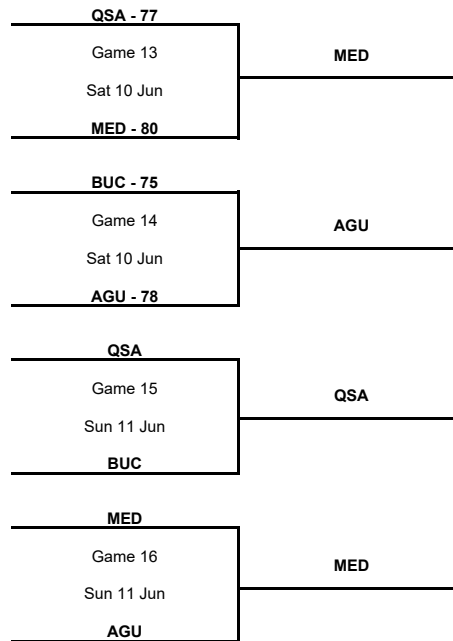 QSA - 77
Game 13
MED
Sat 10 Jun
MED - 80
BUC - 75
Game 14
AGU
Sat 10 Jun
AGU - 78
QSA
Game 15
QSA
Sun 11 Jun
BUC
MED
Game 16
MED
Sun 11 Jun
AGU